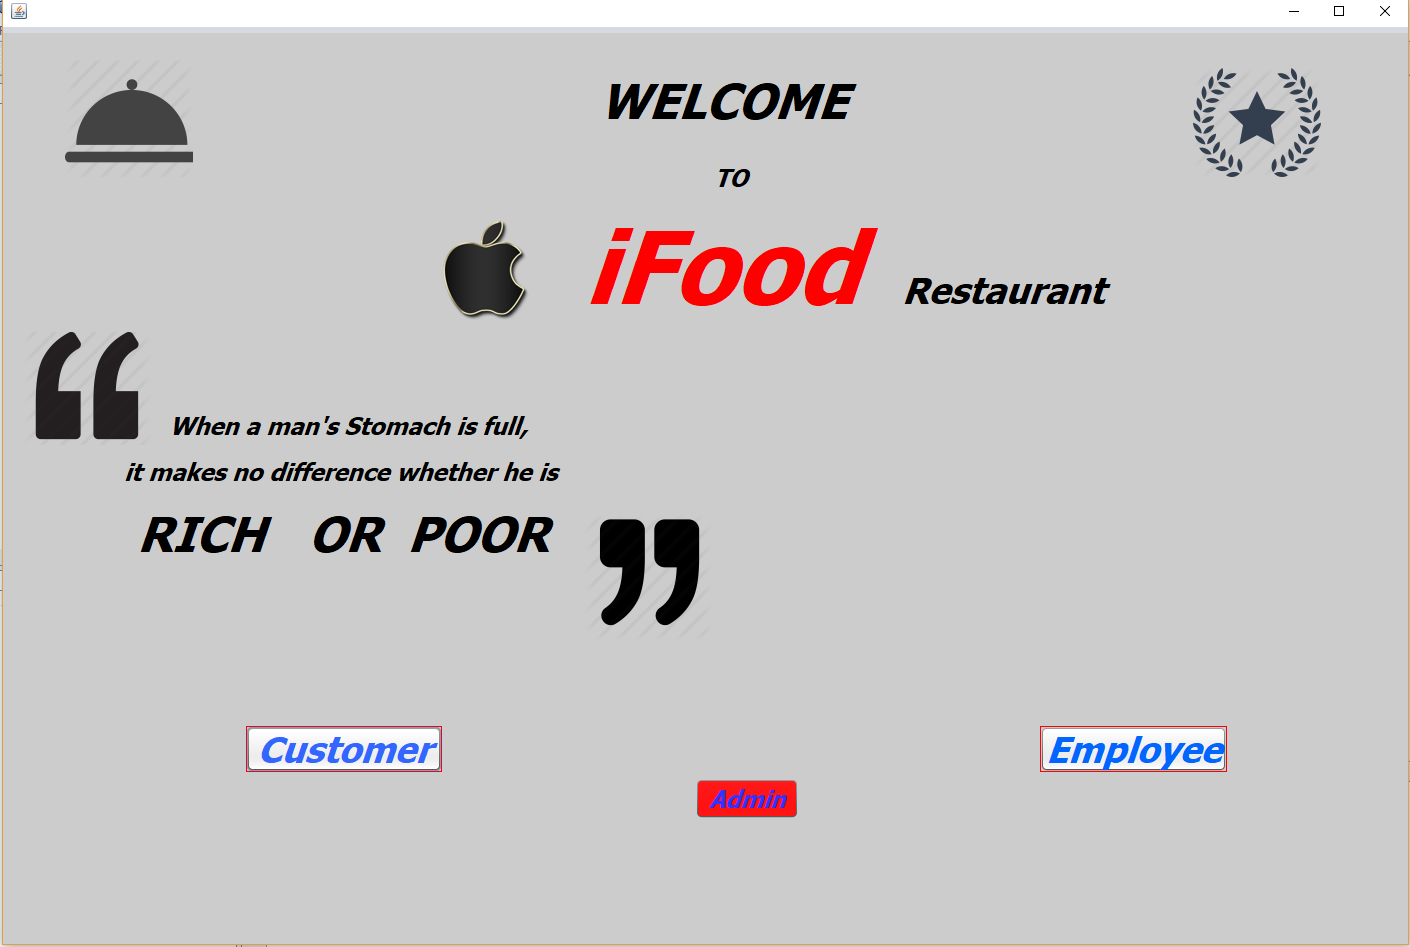 WELCOME
TO
iFood Restaurant
When a man's Stomach is full,
it makes no difference whether he is
RICH OR POOR
Customer
Employee
Admin